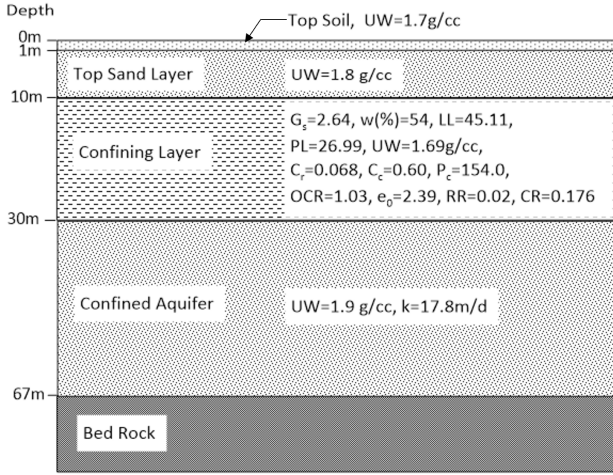 Depth
Top Soil, UW=1.7g/cc
0m
1m
Top Sand Layer
UW=1.8 g/cc
10m
Confining Layer
Gs=2.64, w(%)=54, LL=45.11,
PL=26.99, UW=1.69g/cc,
Cr=0.068, Cc=0.60, Pc=154.0,
OCR=1.03, e0=2.39, RR=0.02, CR=0.176
30m
Confined Aquifer
UW=1.9 g/cc, k=17.8m/d
67m
Bed Rock